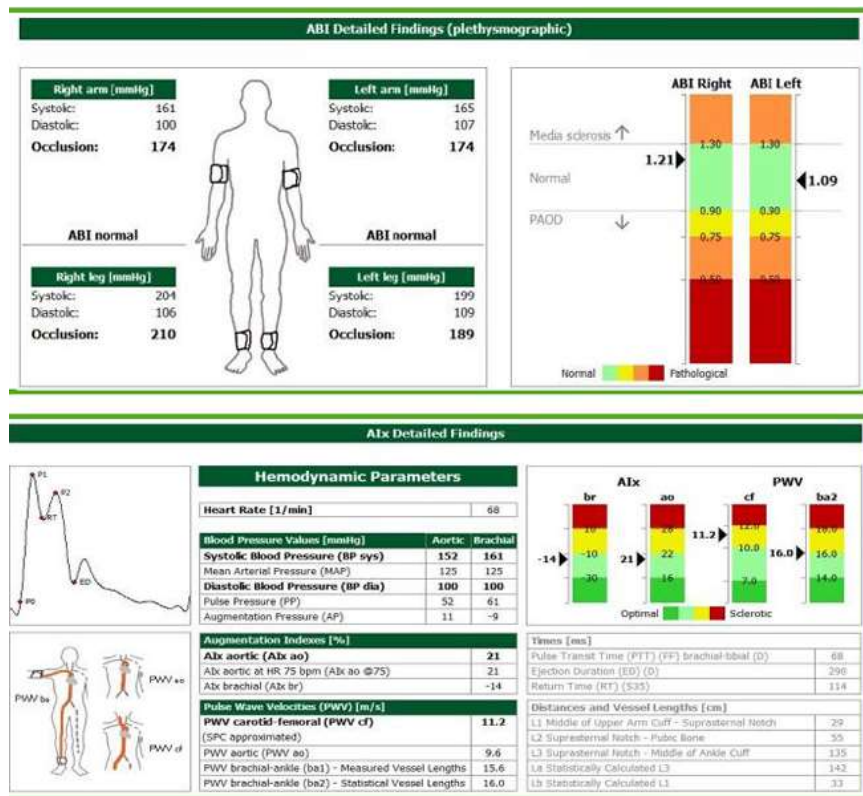 ABI Detailed Findings (plethysmographic)
Right arm [mmHg]
Systolic: 161
Diastolic: 100
Occlusion: 174
ABI normal
Right leg [mmHg]
Systolic: 204
Diastolic: 106
Occlusion: 210
Left arm [mmHg]
Systolic: 165
Diastolic: 107
Occlusion: 174
ABI normal
Left leg [mmHg]
Systolic: 199
Diastolic: 109
Occlusion: 189
ABI Right ABI Left
Media sclerosis ↑
1.30 1.30
1.21
Normal
1.09
0.90 0.90
PAOD ↓
0.75 0.75
0.50 0.50
Normal Pathological
AIx Detailed Findings
P1
P2
RT
ED
P0
Hemodynamic Parameters
Heart Rate [1/min] 68
Blood Pressure Values [mmHg] Aortic Brachial
Systolic Blood Pressure (BP sys) 152 161
Mean Arterial Pressure (MAP) 125 125
Diastolic Blood Pressure (BP dia) 100 100
Pulse Pressure (PP) 52 61
Augmentation Pressure (AP) 11 -9
AIx PWV
br ao cf ba2
10 28 12.0 18.0
11.2
-10 22 10.0 16.0
-14 21 16.0
-30 16 7.0 14.0
Optimal Sclerotic
PWV ba
PWV ao
PWV cf
Augmentation Indexes [%]
AIx aortic (AIx ao) 21
AIx aortic at HR 75 bpm (AIx ao @75) 21
AIx brachial (AIx br) -14
Pulse Wave Velocities (PWV) [m/s]
PWV carotid-femoral (PWV cf) 11.2
(SPC approximated)
PWV aortic (PWV ao) 9.6
PWV brachial-ankle (ba1) - Measured Vessel Lengths 15.6
PWV brachial-ankle (ba2) - Statistical Vessel Lengths 16.0
Times [ms]
Pulse Transit Time (PTT) (FF) brachial-tibial (D) 68
Ejection Duration (ED) (D) 298
Return Time (RT) (S35) 114
Distances and Vessel Lengths [cm]
L1 Middle of Upper Arm Cuff - Suprasternal Notch 29
L2 Suprasternal Notch - Pubic Bone 55
L3 Suprasternal Notch - Middle of Ankle Cuff 135
La Statistically Calculated L3 142
Lb Statistically Calculated L1 33